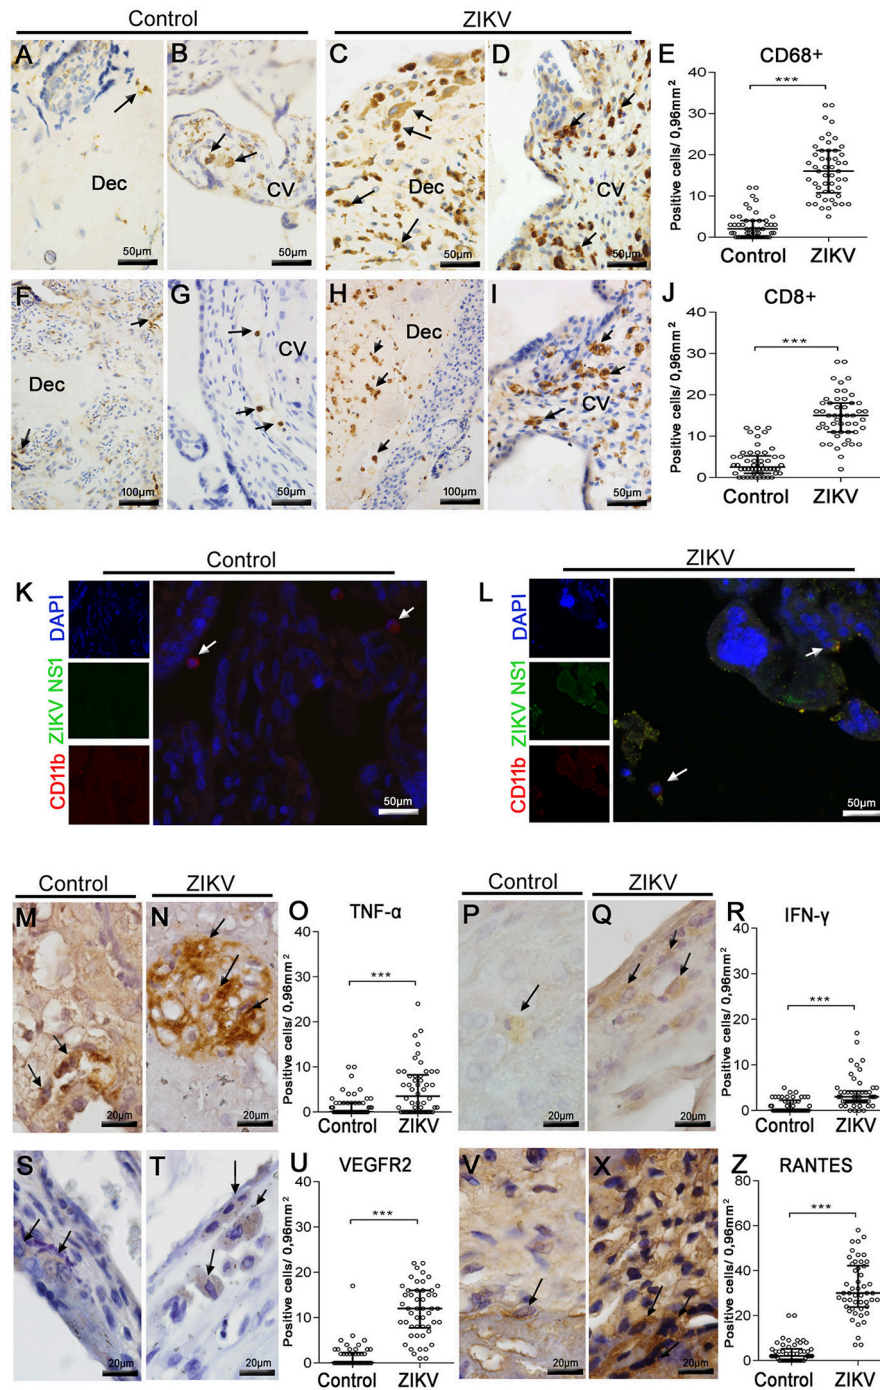 Control ZIKV
A B C D E CD68+
Positive cells/ 0,96mm²
40
30
20
10
0
***
Control ZIKV
Dec CV Dec CV
50µm 50µm 50µm 50µm
F G H I J CD8+
Positive cells/ 0,96mm²
40
30
20
10
0
***
Control ZIKV
Dec CV Dec CV
100µm 50µm 100µm 50µm
Control ZIKV
K L
CD11b ZIKV NS1 DAPI
50µm
CD11b ZIKV NS1 DAPI
50µm
Control ZIKV
M N O TNF-α
Positive cells/ 0,96mm²
40
30
20
10
0
***
Control ZIKV
20µm 20µm
Control ZIKV
P Q R IFN-γ
Positive cells/ 0,96mm²
40
30
20
10
0
***
Control ZIKV
20µm 20µm
S T U VEGFR2
Positive cells/ 0,96mm²
40
30
20
10
0
***
Control ZIKV
20µm 20µm
V X Z RANTES
Positive cells/ 0,96mm²
80
60
40
20
0
***
Control ZIKV
20µm 20µm